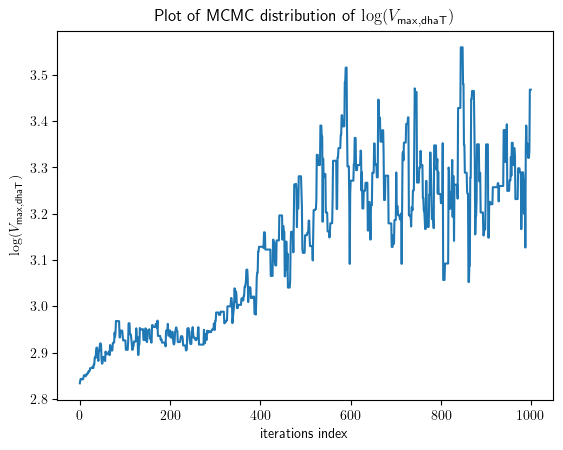 Plot of MCMC distribution of log(V_max,dhaT)
log(V_max,dhaT)
3.5
3.4
3.3
3.2
3.1
3.0
2.9
2.8
0 200 400 600 800 1000
iterations index